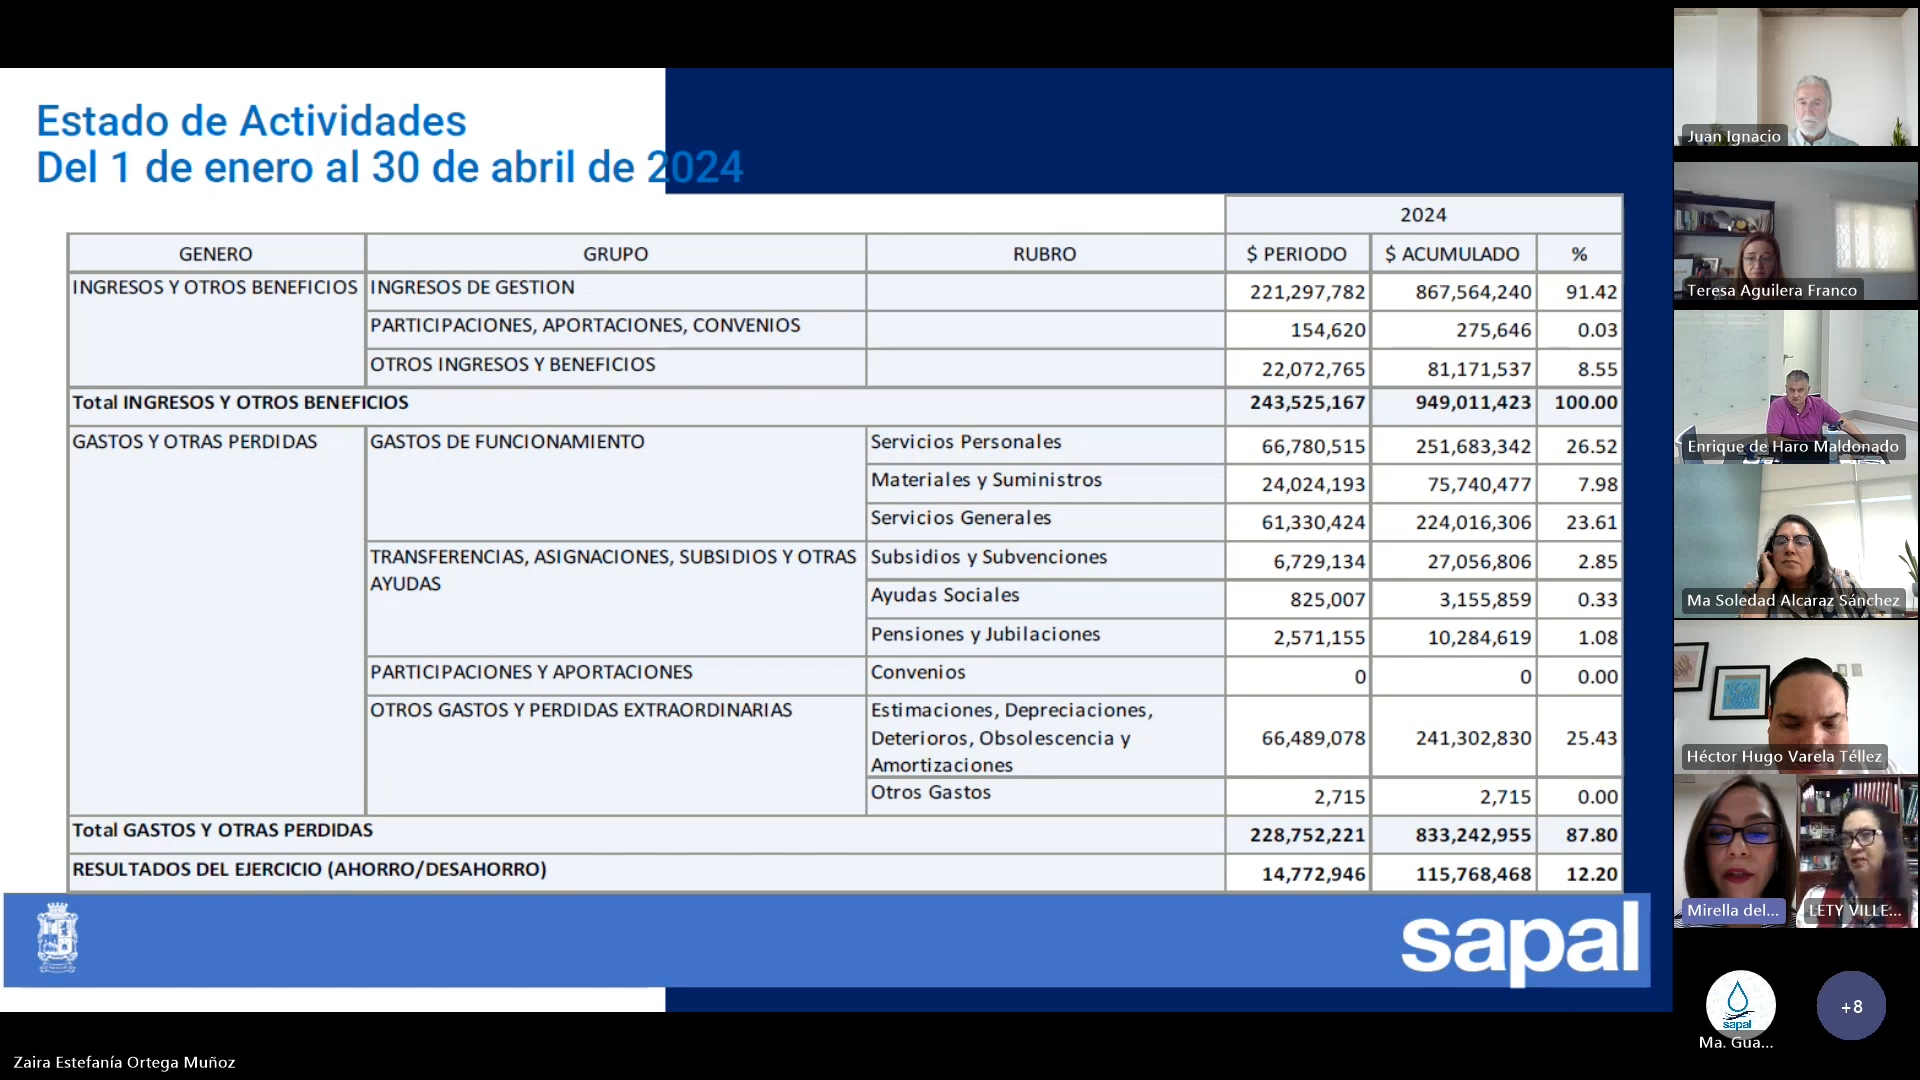 Estado de Actividades
Del 1 de enero al 30 de abril de 2024
2024
GENERO GRUPO RUBRO $ PERIODO $ ACUMULADO %
INGRESOS Y OTROS BENEFICIOS INGRESOS DE GESTION 221,297,782 867,564,240 91.42
PARTICIPACIONES, APORTACIONES, CONVENIOS 154,620 275,646 0.03
OTROS INGRESOS Y BENEFICIOS 22,072,765 81,171,537 8.55
Total INGRESOS Y OTROS BENEFICIOS 243,525,167 949,011,423 100.00
GASTOS Y OTRAS PERDIDAS GASTOS DE FUNCIONAMIENTO Servicios Personales 66,780,515 251,683,342 26.52
Materiales y Suministros 24,024,193 75,740,477 7.98
Servicios Generales 61,330,424 224,016,306 23.61
TRANSFERENCIAS, ASIGNACIONES, SUBSIDIOS Y OTRAS Subsidios y Subvenciones 6,729,134 27,056,806 2.85
AYUDAS Ayudas Sociales 825,007 3,155,859 0.33
Pensiones y Jubilaciones 2,571,155 10,284,619 1.08
PARTICIPACIONES Y APORTACIONES Convenios 0 0 0.00
OTROS GASTOS Y PERDIDAS EXTRAORDINARIAS Estimaciones, Depreciaciones,
Deterioros, Obsolescencia y 66,489,078 241,302,830 25.43
Amortizaciones
Otros Gastos 2,715 2,715 0.00
Total GASTOS Y OTRAS PERDIDAS 228,752,221 833,242,955 87.80
RESULTADOS DEL EJERCICIO (AHORRO/DESAHORRO) 14,772,946 115,768,468 12.20
sapal
Zaira Estefanía Ortega Muñoz
Juan Ignacio
Teresa Aguilera Franco
Enrique de Haro Maldonado
Ma Soledad Alcaraz Sánchez
Héctor Hugo Varela Téllez
Mirella del... LETY VILLE...
sapal
Ma. Gua...
+8